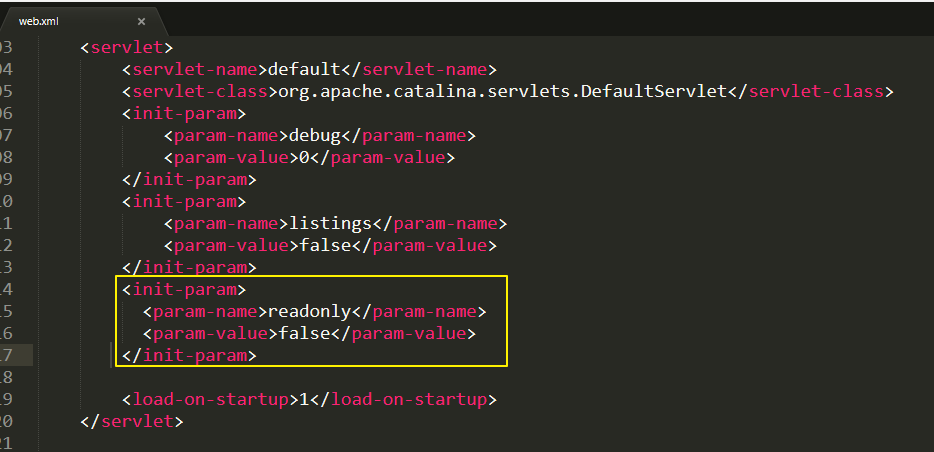 web.xml ×
03 <servlet>
04 <servlet-name>default</servlet-name>
05 <servlet-class>org.apache.catalina.servlets.DefaultServlet</servlet-class>
06 <init-param>
07 <param-name>debug</param-name>
08 <param-value>0</param-value>
09 </init-param>
10 <init-param>
11 <param-name>listings</param-name>
12 <param-value>false</param-value>
13 </init-param>
14 <init-param>
15 <param-name>readonly</param-name>
16 <param-value>false</param-value>
17 </init-param>
18
19 <load-on-startup>1</load-on-startup>
20 </servlet>
21